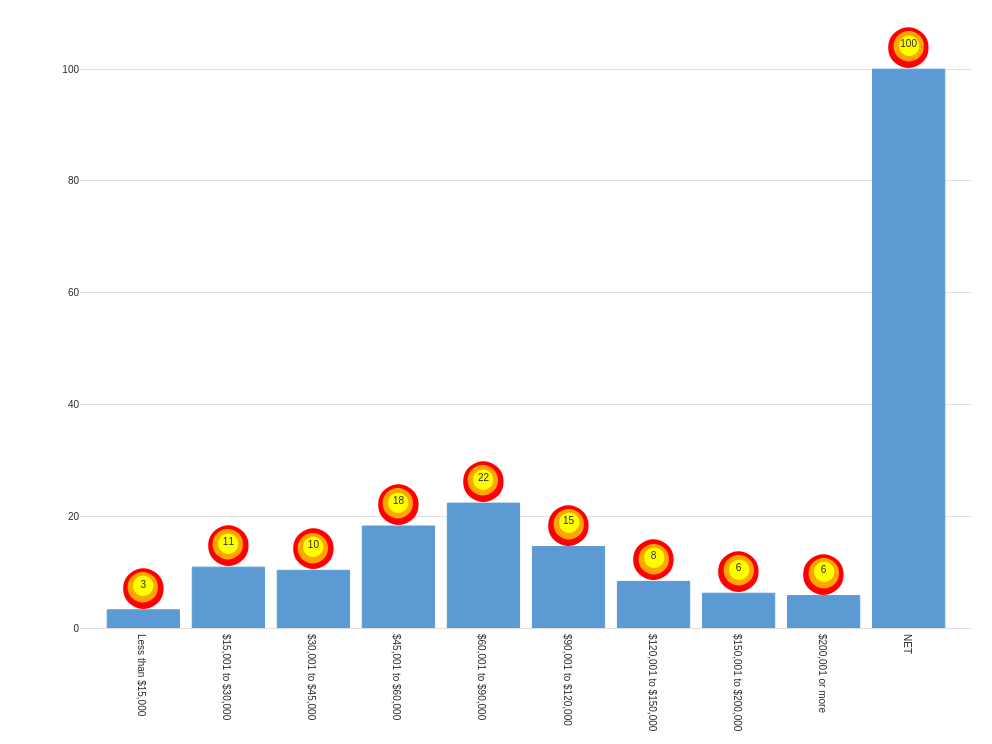 100
80
60
40
20
0
3
11
10
18
22
15
8
6
6
100
Less than $15,000
$15,001 to $30,000
$30,001 to $45,000
$45,001 to $60,000
$60,001 to $90,000
$90,001 to $120,000
$120,001 to $150,000
$150,001 to $200,000
$200,001 or more
NET